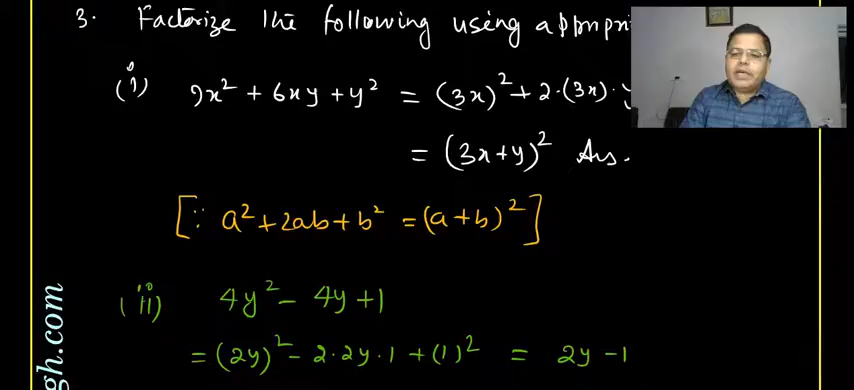 3. Factorize the following using
(i) 9x² + 6xy + y² = (3x)² + 2·(3x)·
= (3x+y)² Ans.
[∵ a² + 2ab + b² = (a+b)²]
(ii) 4y² − 4y + 1
= (2y)² − 2·2y·1 + (1)² = 2y − 1
gh.com